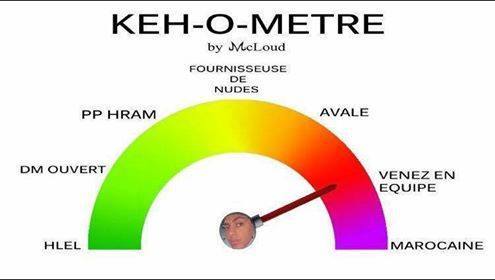 KEH-O-METRE
by McLoud
FOURNISSEUSE
DE
NUDES
PP HRAM
AVALE
DM OUVERT
VENEZ EN
EQUIPE
HLEL
MAROCAINE